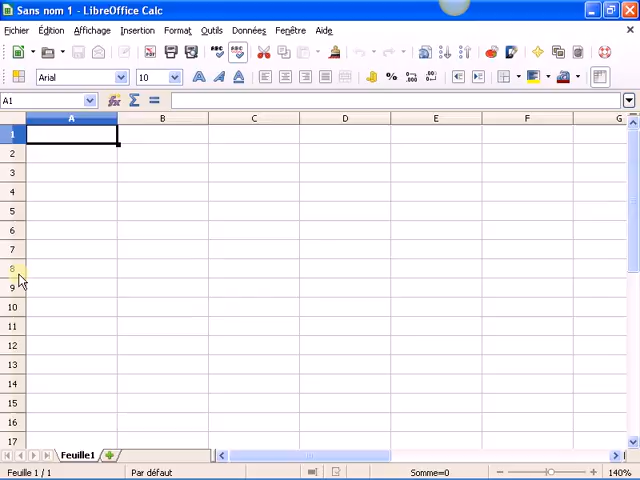 Sans nom 1 - LibreOffice Calc
Fichier Édition Affichage Insertion Format Outils Données Fenêtre Aide
Arial 10
A1
A B C D E F G
1
2
3
4
5
6
7
8
9
10
11
12
13
14
15
16
17
Feuille1
Feuille 1 / 1 Par défaut Somme=0 140%